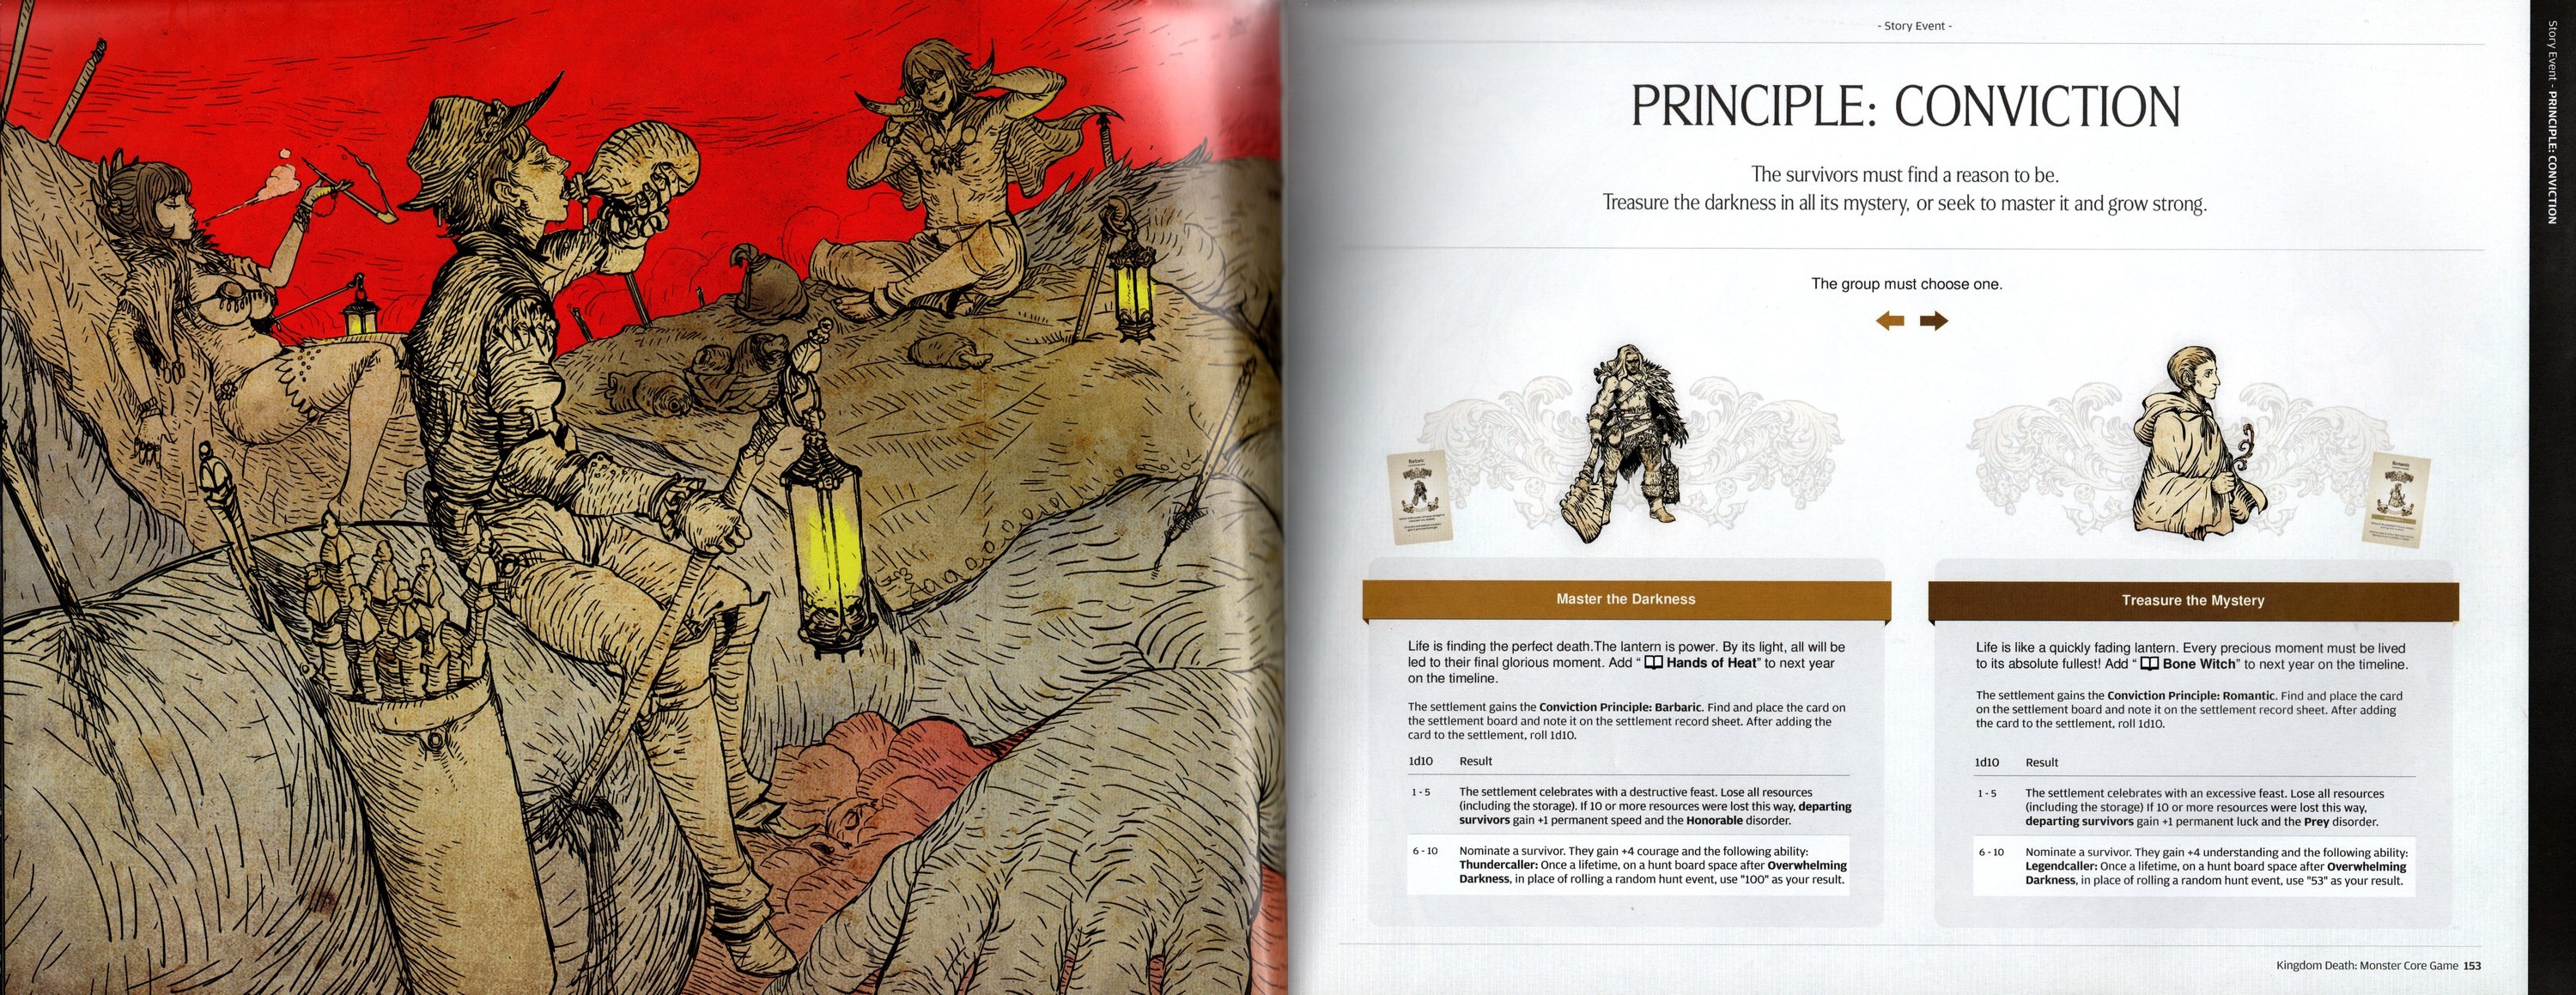 - Story Event -
PRINCIPLE: CONVICTION
The survivors must find a reason to be.
Treasure the darkness in all its mystery, or seek to master it and grow strong.
The group must choose one.
Barbaric
Romantic
Master the Darkness
Life is finding the perfect death.The lantern is power. By its light, all will be
led to their final glorious moment. Add “ Hands of Heat” to next year
on the timeline.
The settlement gains the Conviction Principle: Barbaric. Find and place the card on
the settlement board and note it on the settlement record sheet. After adding the
card to the settlement, roll 1d10.
1d10 Result
1 - 5 The settlement celebrates with a destructive feast. Lose all resources
(including the storage). If 10 or more resources were lost this way, departing
survivors gain +1 permanent speed and the Honorable disorder.
6 - 10 Nominate a survivor. They gain +4 courage and the following ability:
Thundercaller: Once a lifetime, on a hunt board space after Overwhelming
Darkness, in place of rolling a random hunt event, use "100" as your result.
Treasure the Mystery
Life is like a quickly fading lantern. Every precious moment must be lived
to its absolute fullest! Add “ Bone Witch” to next year on the timeline.
The settlement gains the Conviction Principle: Romantic. Find and place the card
on the settlement board and note it on the settlement record sheet. After adding
the card to the settlement, roll 1d10.
1d10 Result
1 - 5 The settlement celebrates with an excessive feast. Lose all resources
(including the storage) If 10 or more resources were lost this way,
departing survivors gain +1 permanent luck and the Prey disorder.
6 - 10 Nominate a survivor. They gain +4 understanding and the following ability:
Legendcaller: Once a lifetime, on a hunt board space after Overwhelming
Darkness, in place of rolling a random hunt event, use "53" as your result.
Kingdom Death: Monster Core Game 153
Story Event - PRINCIPLE: CONVICTION